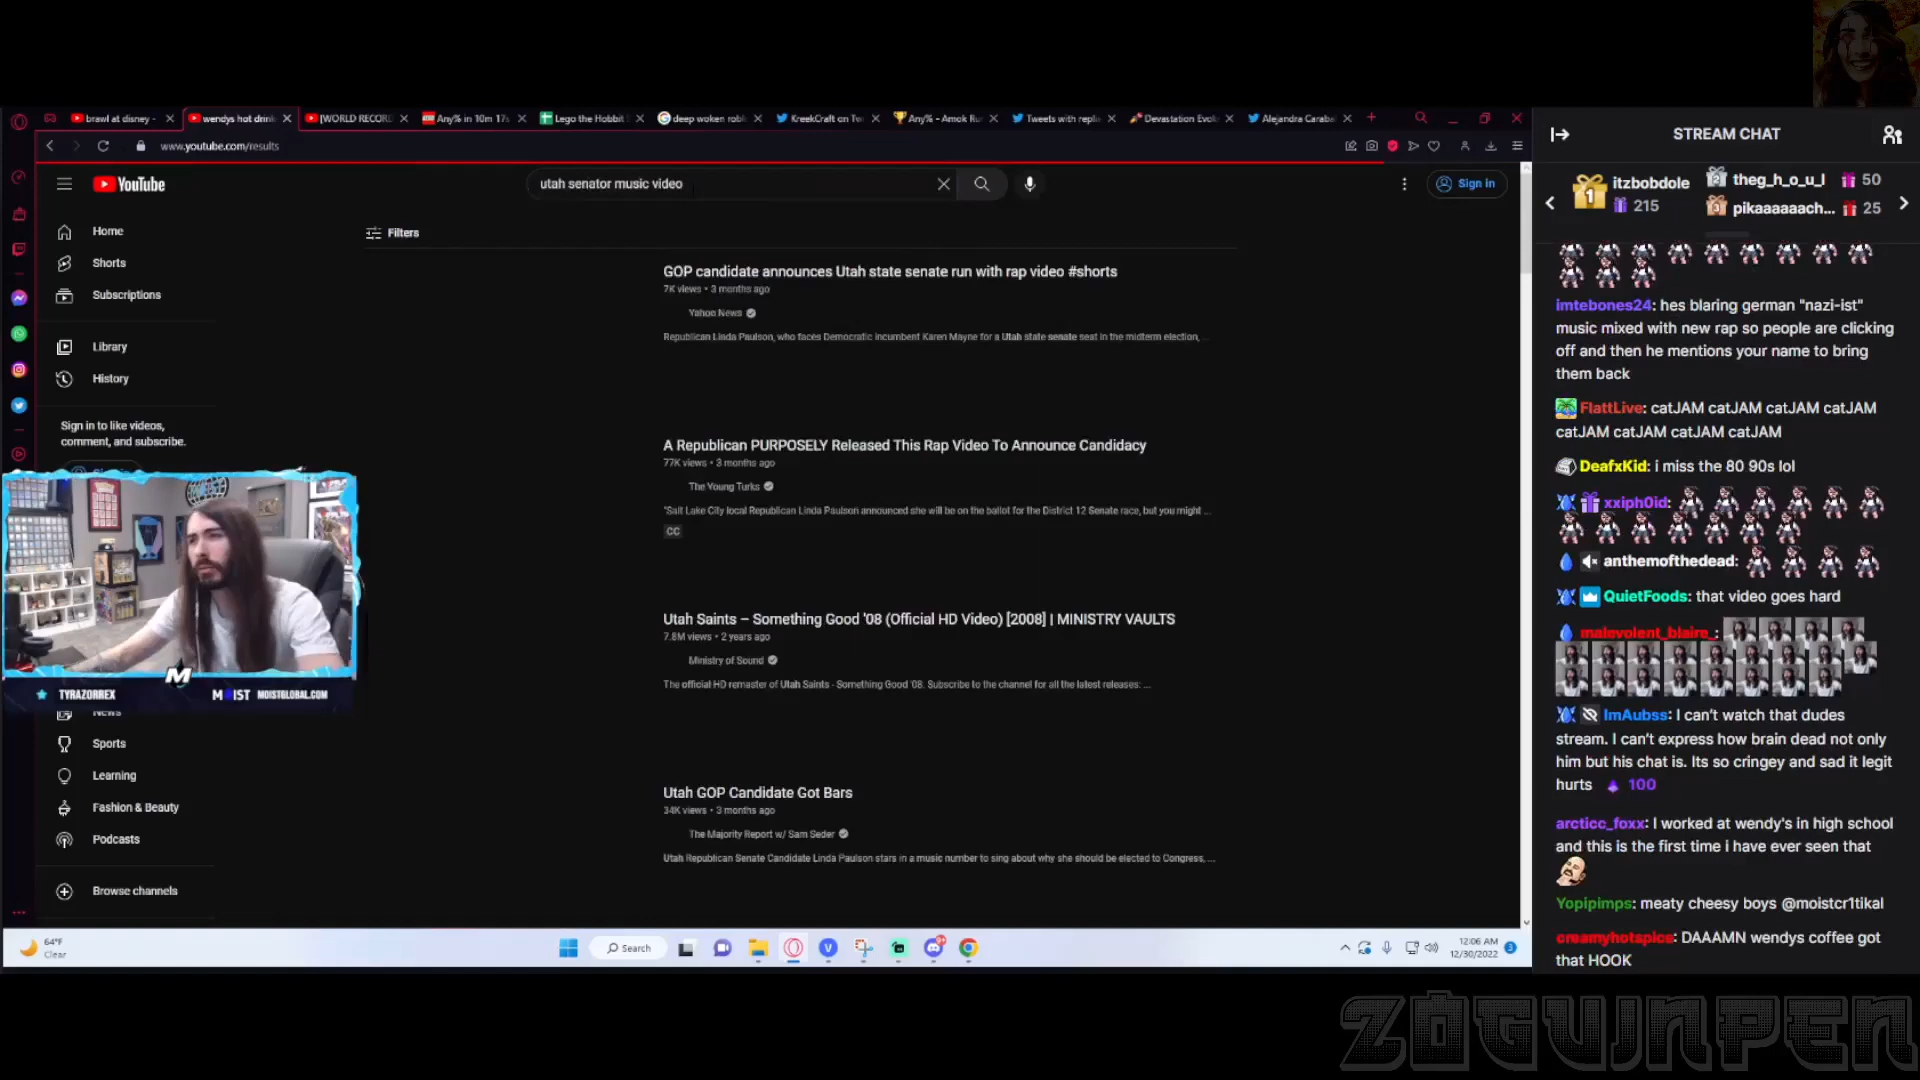 brawl at disney -
wendys hot drink
[WORLD RECORD
Any% in 10m 17s
Lego the Hobbit
deep woken robl
KreekCraft on Tw
Any% - Amok Run
Tweets with repli
Devastation Evok
Alejandra Carabal
www.youtube.com/results
YouTube
utah senator music video
Sign in
Home
Shorts
Subscriptions
Library
History
Sign in to like videos,
comment, and subscribe.
Filters
GOP candidate announces Utah state senate run with rap video #shorts
7K views • 3 months ago
Yahoo News
Republican Linda Paulson, who faces Democratic incumbent Karen Mayne for a Utah state senate seat in the midterm election, ...
A Republican PURPOSELY Released This Rap Video To Announce Candidacy
77K views • 3 months ago
The Young Turks
"Salt Lake City local Republican Linda Paulson announced she will be on the ballot for the District 12 Senate race, but you might ...
CC
Utah Saints – Something Good '08 (Official HD Video) [2008] | MINISTRY VAULTS
7.8M views • 2 years ago
Ministry of Sound
The official HD remaster of Utah Saints - Something Good '08. Subscribe to the channel for all the latest releases: ...
Utah GOP Candidate Got Bars
34K views • 3 months ago
The Majority Report w/ Sam Seder
Utah Republican Senate Candidate Linda Paulson stars in a music number to sing about why she should be elected to Congress, ...
TYRAZORREX
M
MOIST
MOISTGLOBAL.COM
News
Sports
Learning
Fashion & Beauty
Podcasts
Browse channels
64°F
Clear
Search
12:06 AM
12/30/2022
3
STREAM CHAT
1
itzbobdole
215
2
theg_h_o_u_l
50
3
pikaaaaaach...
25
imtebones24: hes blaring german "nazi-ist"
music mixed with new rap so people are clicking
off and then he mentions your name to bring
them back
FlattLive: catJAM catJAM catJAM catJAM
catJAM catJAM catJAM catJAM
DeafxKid: i miss the 80 90s lol
xxiph0id:
anthemofthedead:
QuietFoods: that video goes hard
malevolent_blaire_:
ImAubss: I can't watch that dudes
stream. I can't express how brain dead not only
him but his chat is. Its so cringey and sad it legit
hurts 100
arcticc_foxx: I worked at wendy's in high school
and this is the first time i have ever seen that
Yopipimps: meaty cheesy boys @moistcr1tikal
creamyhotspics: DAAAMN wendys coffee got
that HOOK
ZOGUJNPEN